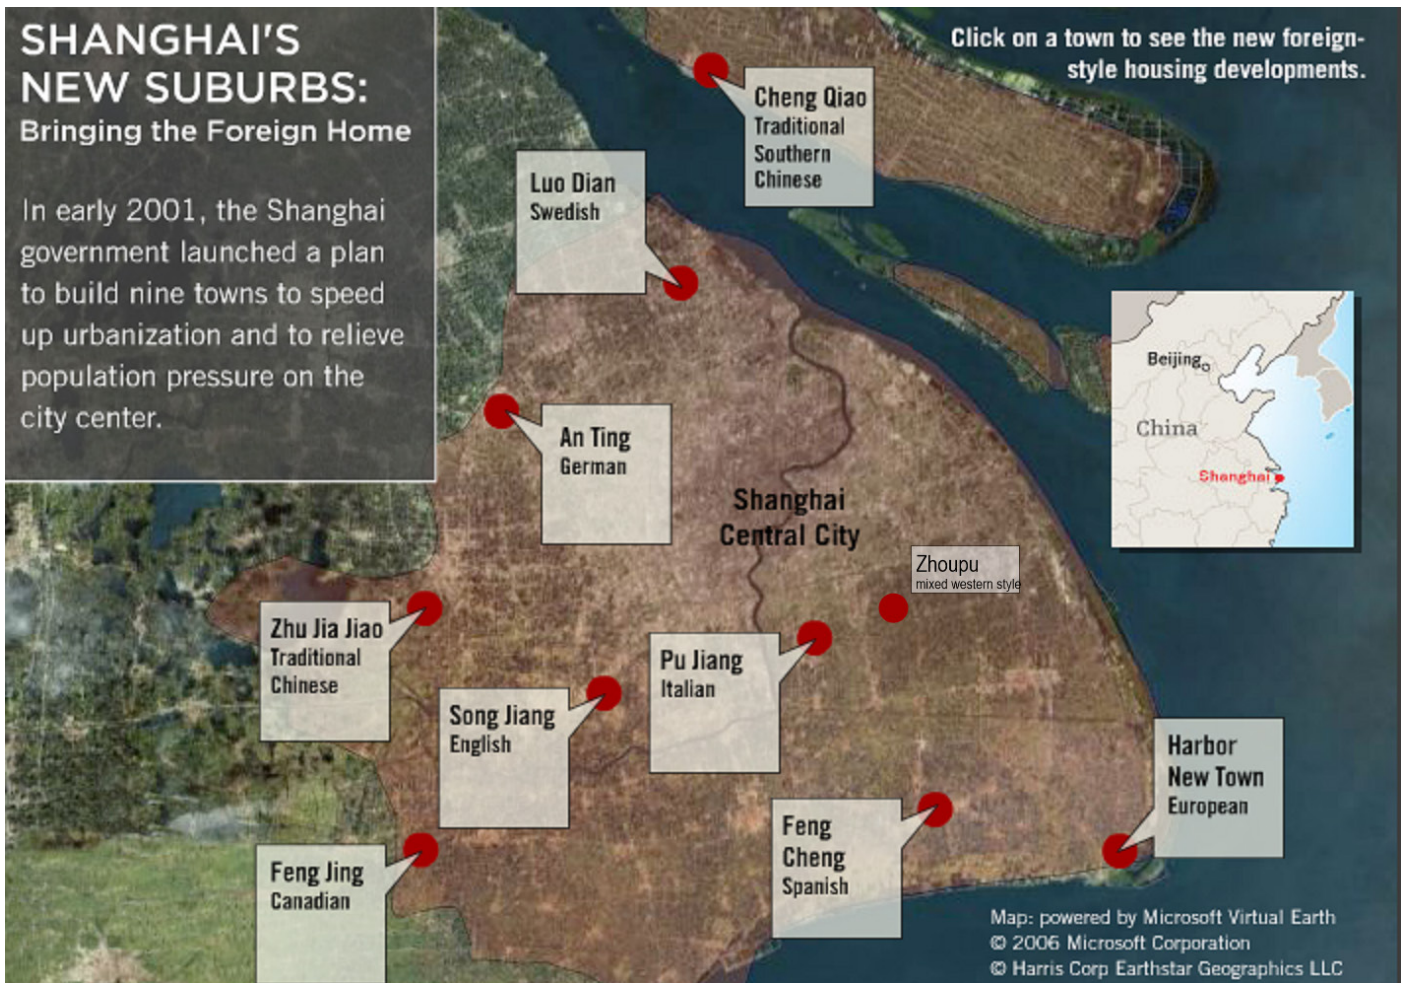 SHANGHAI'S
NEW SUBURBS:
Bringing the Foreign Home
In early 2001, the Shanghai
government launched a plan
to build nine towns to speed
up urbanization and to relieve
population pressure on the
city center.
Click on a town to see the new foreign-
style housing developments.
Cheng Qiao
Traditional
Southern
Chinese
Luo Dian
Swedish
An Ting
German
Beijing
China
Shanghai
Shanghai
Central City
Zhoupu
mixed western style
Zhu Jia Jiao
Traditional
Chinese
Pu Jiang
Italian
Song Jiang
English
Harbor
New Town
European
Feng
Cheng
Spanish
Feng Jing
Canadian
Map: powered by Microsoft Virtual Earth
© 2006 Microsoft Corporation
© Harris Corp Earthstar Geographics LLC